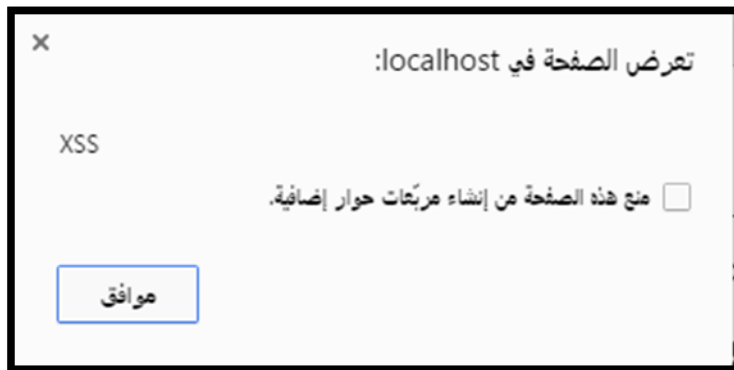 تعرض الصفحة في localhost:
XSS
منع هذه الصفحة من إنشاء مربّعات حوار إضافية.
موافق